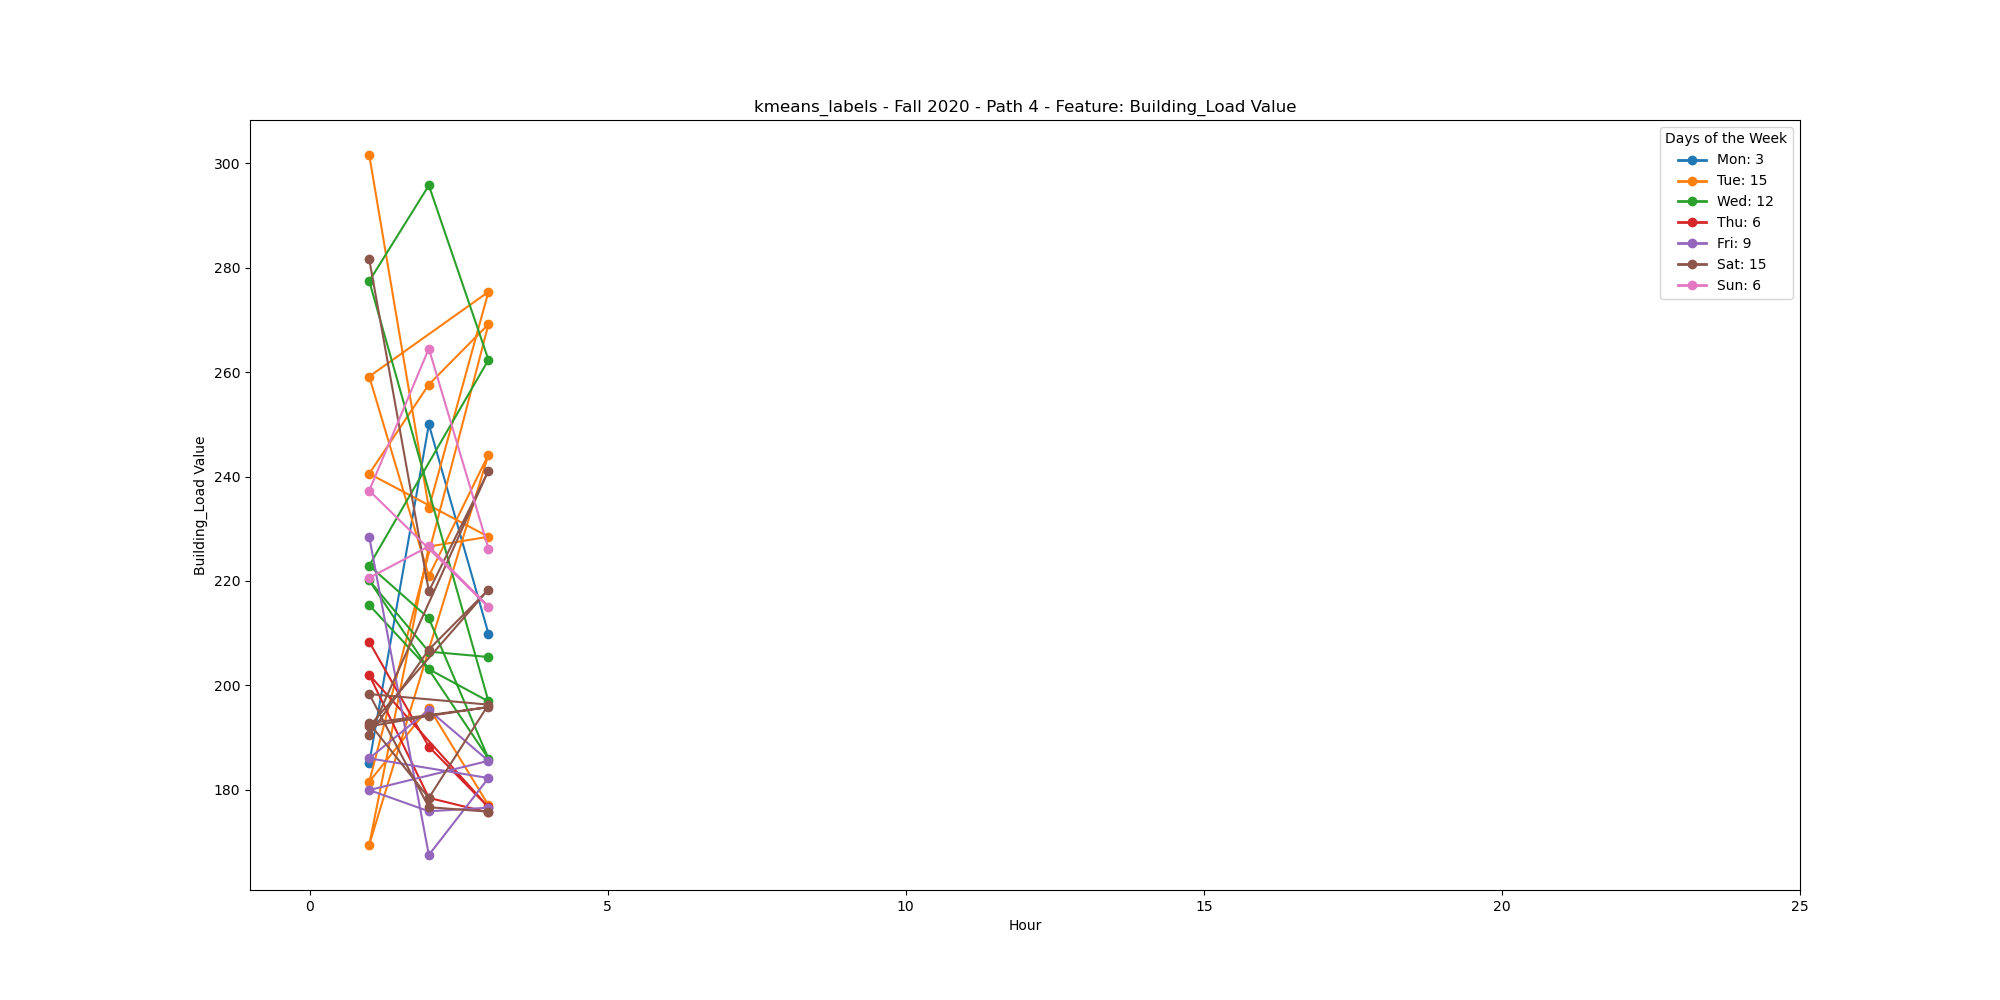 kmeans_labels - Fall 2020 - Path 4 - Feature: Building_Load Value
Days of the Week
Mon: 3
Tue: 15
Wed: 12
Thu: 6
Fri: 9
Sat: 15
Sun: 6
Building_Load Value
300
280
260
240
220
200
180
0 5 10 15 20 25
Hour